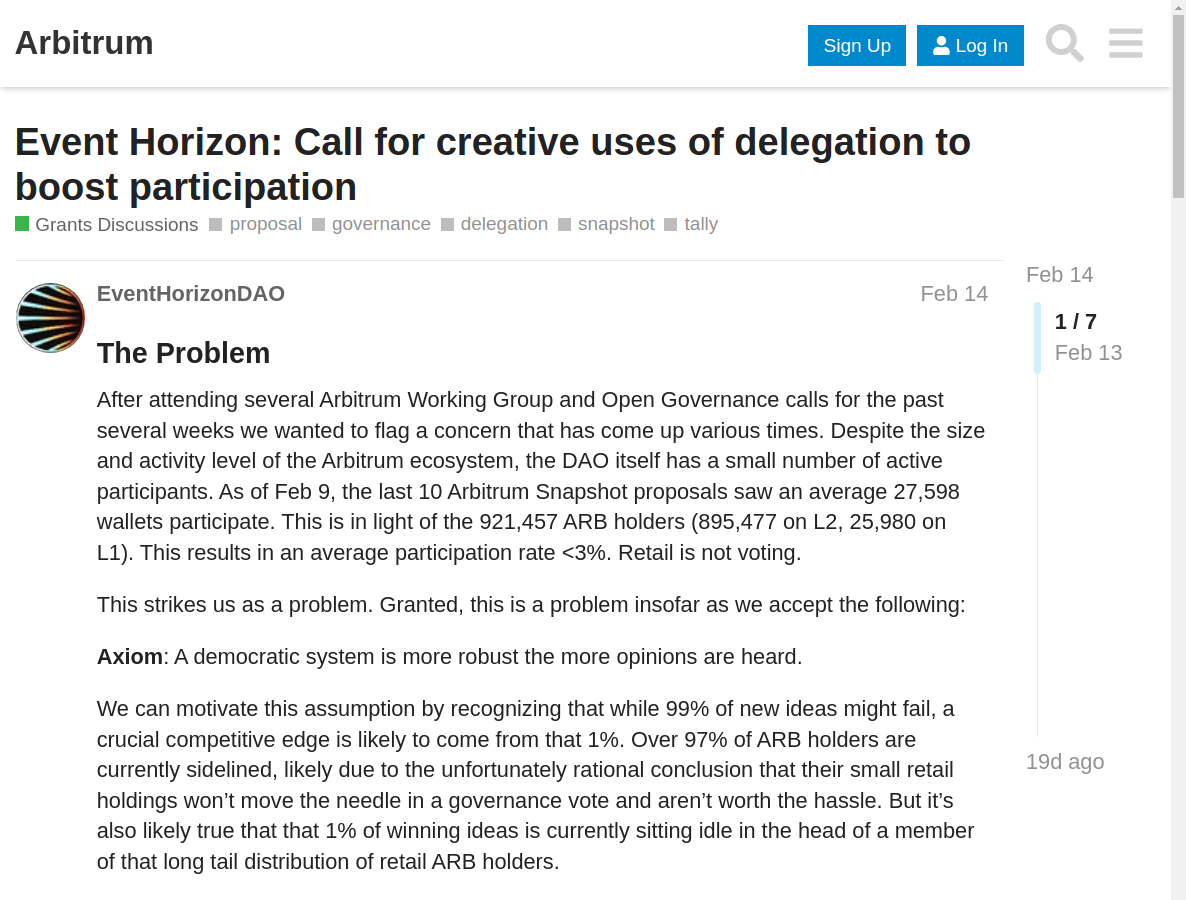 Arbitrum
Sign Up
Log In
Event Horizon: Call for creative uses of delegation to
boost participation
Grants Discussions proposal governance delegation snapshot tally
EventHorizonDAO
Feb 14
Feb 14
1 / 7
Feb 13
19d ago
The Problem
After attending several Arbitrum Working Group and Open Governance calls for the past
several weeks we wanted to flag a concern that has come up various times. Despite the size
and activity level of the Arbitrum ecosystem, the DAO itself has a small number of active
participants. As of Feb 9, the last 10 Arbitrum Snapshot proposals saw an average 27,598
wallets participate. This is in light of the 921,457 ARB holders (895,477 on L2, 25,980 on
L1). This results in an average participation rate <3%. Retail is not voting.
This strikes us as a problem. Granted, this is a problem insofar as we accept the following:
Axiom: A democratic system is more robust the more opinions are heard.
We can motivate this assumption by recognizing that while 99% of new ideas might fail, a
crucial competitive edge is likely to come from that 1%. Over 97% of ARB holders are
currently sidelined, likely due to the unfortunately rational conclusion that their small retail
holdings won’t move the needle in a governance vote and aren’t worth the hassle. But it’s
also likely true that that 1% of winning ideas is currently sitting idle in the head of a member
of that long tail distribution of retail ARB holders.